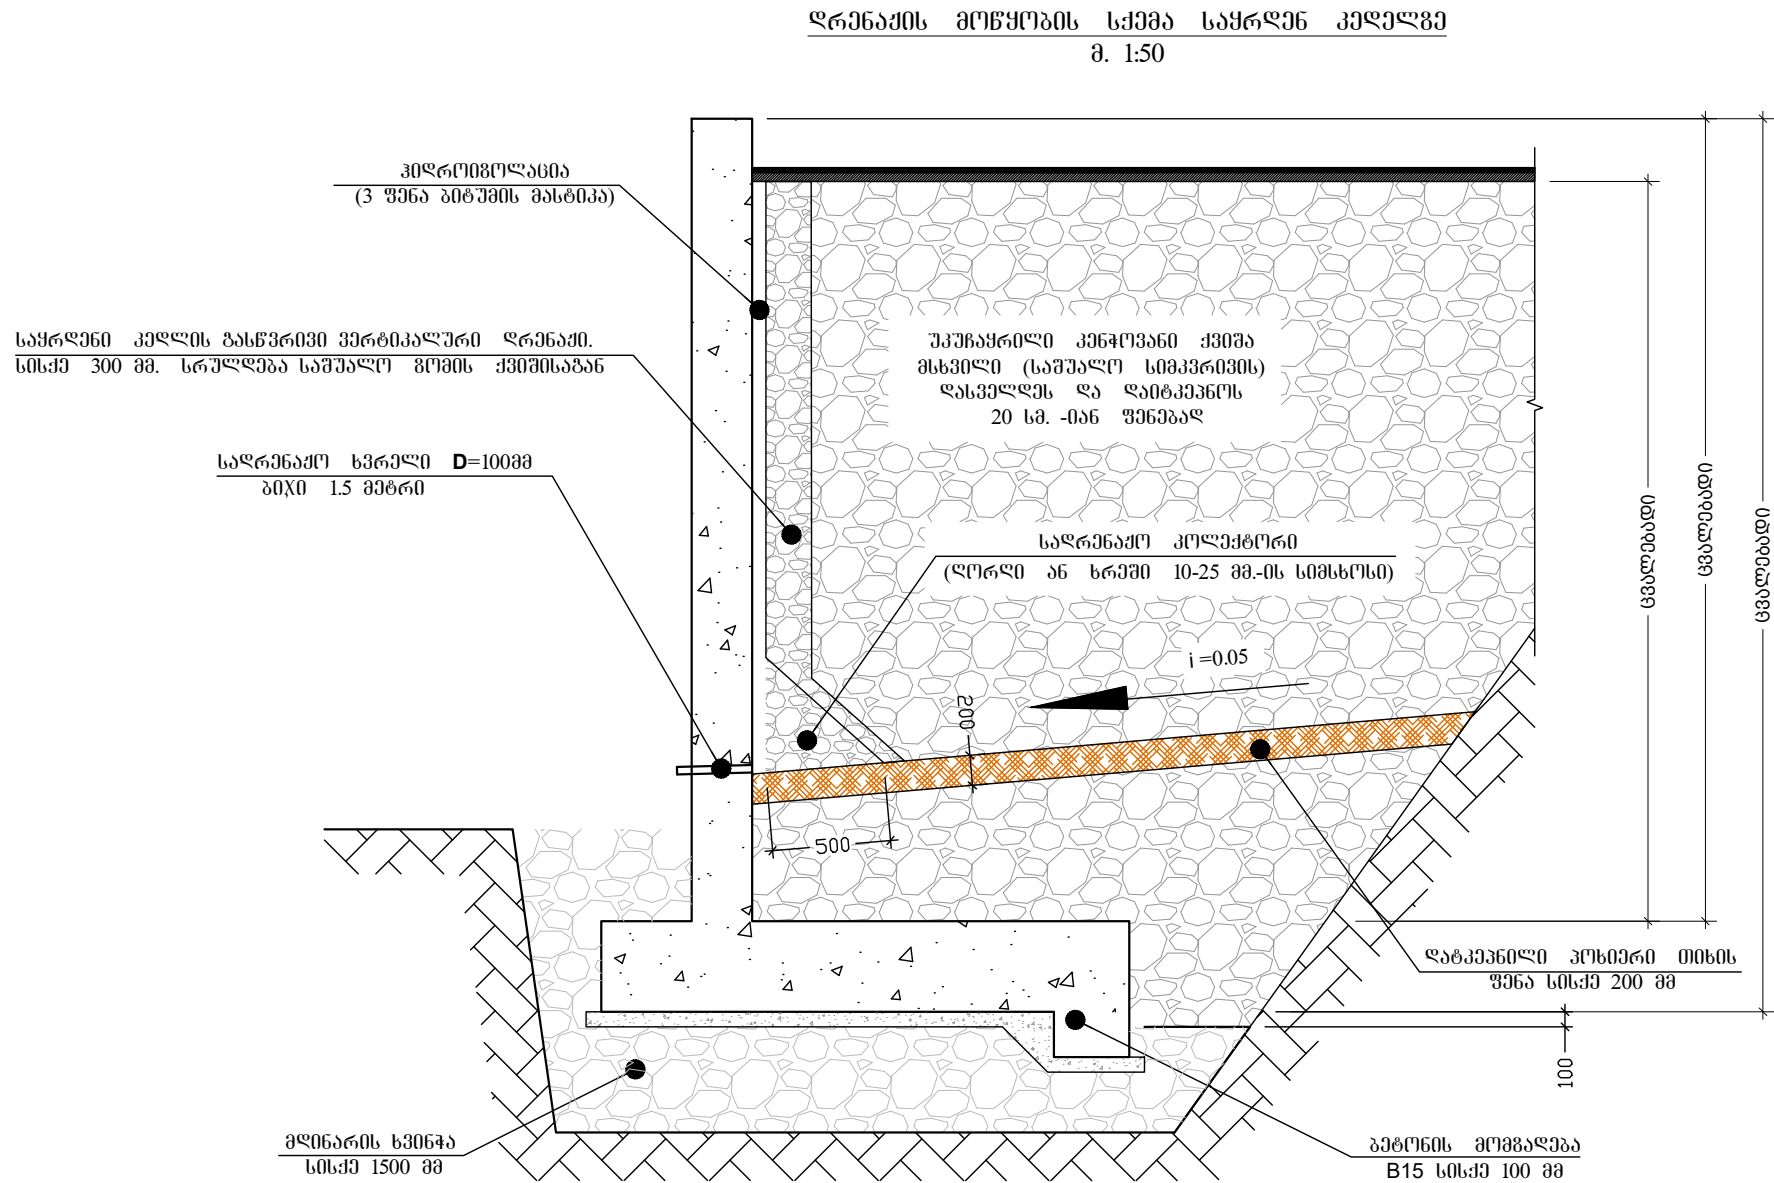 ᲓᲠᲔᲜᲐᲟᲘᲡ ᲛᲝᲬᲧᲝᲑᲘᲡ ᲡᲥᲔᲛᲐ ᲡᲐᲧᲠᲓᲔᲜ ᲙᲔᲓᲔᲚᲖᲔ
Მ. 1:50
ᲰᲘᲓᲠᲝᲘᲖᲝᲚᲐᲪᲘᲐ
(3 ᲤᲔᲜᲐ ᲑᲘᲢᲣᲛᲘᲡ ᲛᲐᲡᲢᲘᲙᲐ)
ᲡᲐᲧᲠᲓᲔᲜᲘ ᲙᲔᲓᲚᲘᲡ ᲒᲐᲡᲬᲕᲠᲘᲕᲘ ᲕᲔᲠᲢᲘᲙᲐᲚᲣᲠᲘ ᲓᲠᲔᲜᲐᲟᲘ.
ᲡᲘᲡᲥᲔ 300 ᲛᲛ. ᲡᲠᲣᲚᲓᲔᲑᲐ ᲡᲐᲨᲣᲐᲚᲝ ᲖᲝᲛᲘᲡ ᲥᲕᲘᲨᲘᲡᲐᲒᲐᲜ
ᲣᲙᲣᲩᲐᲧᲠᲘᲚᲘ ᲙᲔᲜᲭᲝᲕᲐᲜᲘ ᲥᲕᲘᲨᲐ
ᲛᲡᲮᲕᲘᲚᲘ (ᲡᲐᲨᲣᲐᲚᲝ ᲡᲘᲛᲙᲕᲠᲘᲕᲘᲡ)
ᲓᲐᲡᲕᲔᲚᲓᲔᲡ ᲓᲐ ᲓᲐᲘᲢᲙᲔᲞᲜᲝᲡ
20 ᲡᲛ. -ᲘᲐᲜ ᲤᲔᲜᲔᲑᲐᲓ
ᲡᲐᲓᲠᲔᲜᲐᲟᲝ ᲮᲕᲠᲔᲚᲘ D=100ᲛᲛ
ᲑᲘᲯᲘ 1.5 ᲛᲔᲢᲠᲘ
ᲡᲐᲓᲠᲔᲜᲐᲟᲝ ᲙᲝᲚᲔᲥᲢᲝᲠᲘ
(ᲦᲝᲠᲦᲘ ᲐᲜ ᲮᲠᲔᲨᲘ 10-25 ᲛᲛ.-ᲘᲡ ᲡᲘᲛᲡᲮᲝᲡᲘ)
ᲪᲕᲐᲚᲔᲑᲐᲓᲘ
ᲪᲕᲐᲚᲔᲑᲐᲓᲘ
ᲪᲕᲐᲚᲔᲑᲐᲓᲘ
i =0.05
200
500
ᲓᲐᲢᲙᲔᲞᲜᲘᲚᲘ ᲞᲝᲮᲘᲔᲠᲘ ᲗᲘᲮᲘᲡ
ᲤᲔᲜᲐ ᲡᲘᲡᲥᲔ 200 ᲛᲛ
100
ᲛᲓᲘᲜᲐᲠᲘᲡ ᲮᲕᲘᲜᲭᲐ
ᲡᲘᲡᲥᲔ 1500 ᲛᲛ
ᲑᲔᲢᲝᲜᲘᲡ ᲛᲝᲛᲖᲐᲓᲔᲑᲐ
B15 ᲡᲘᲡᲥᲔ 100 ᲛᲛ